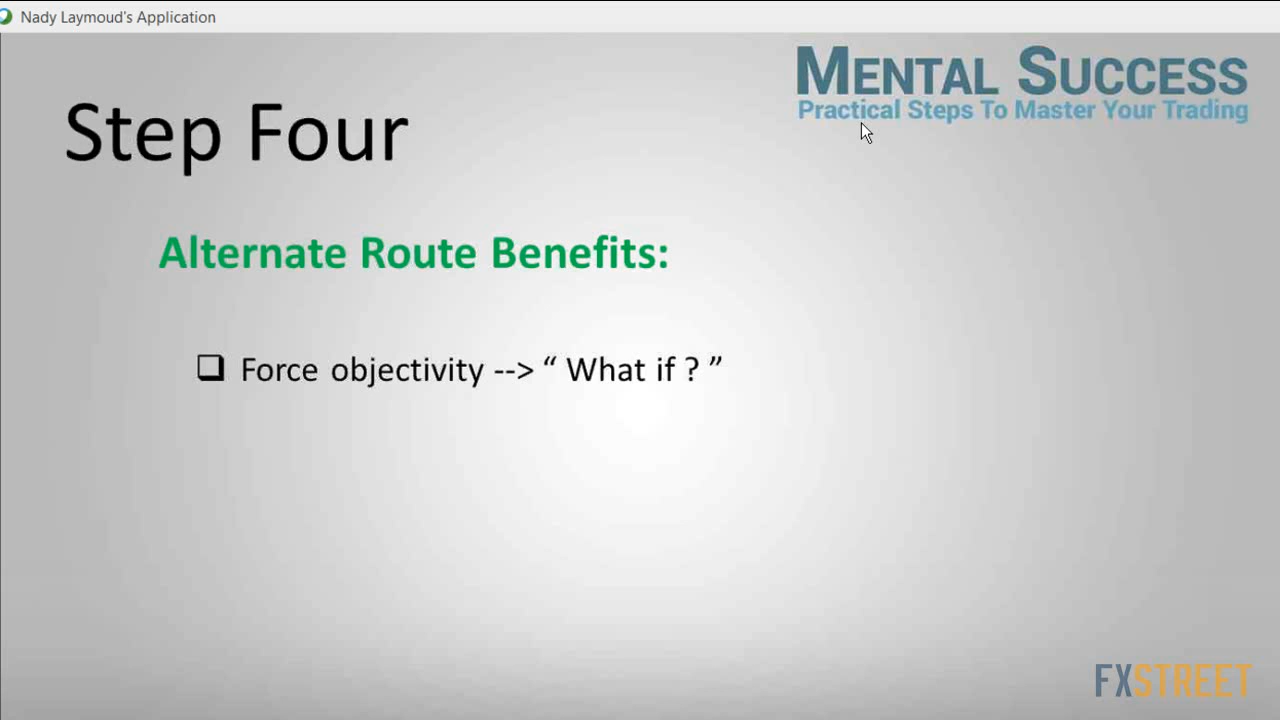 Nady Laymoud's Application
MENTAL SUCCESS
Practical Steps To Master Your Trading
Step Four
Alternate Route Benefits:
❑ Force objectivity --> “ What if ? ”
FXSTREET